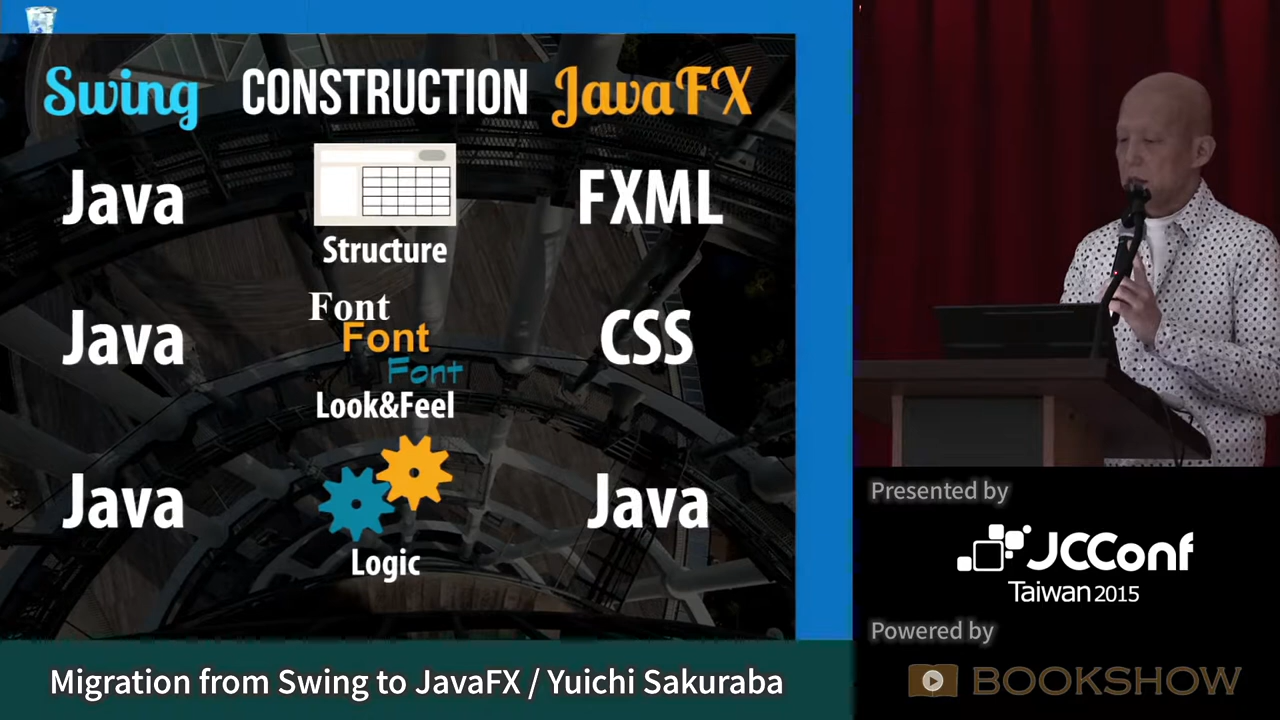 Swing CONSTRUCTION JavaFX
Java
Structure
FXML
Java
Font
Font
Font
Look&Feel
CSS
Java
Logic
Java
Presented by
JCConf
Taiwan 2015
Powered by
BOOKSHOW
Migration from Swing to JavaFX / Yuichi Sakuraba